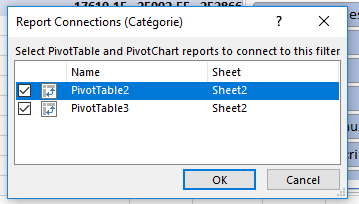 Report Connections (Catégorie)
Select PivotTable and PivotChart reports to connect to this filter
Name Sheet
PivotTable2 Sheet2
PivotTable3 Sheet2
OK Cancel